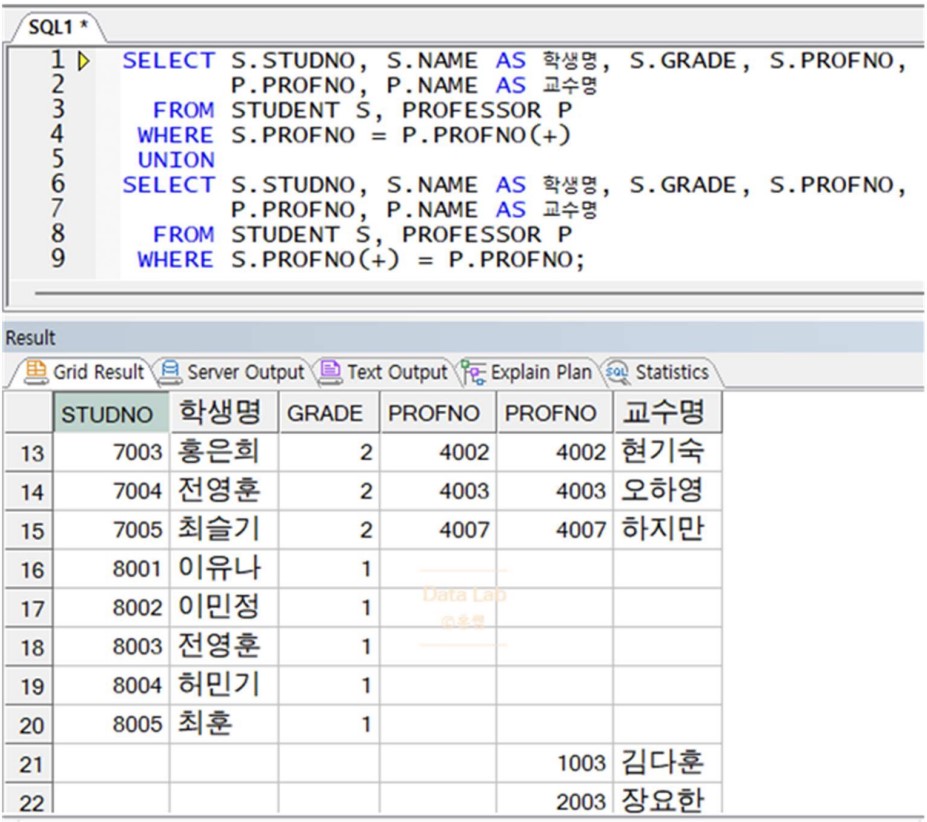 SQL1 *
1 SELECT S.STUDNO, S.NAME AS 학생명, S.GRADE, S.PROFNO,
2 P.PROFNO, P.NAME AS 교수명
3 FROM STUDENT S, PROFESSOR P
4 WHERE S.PROFNO = P.PROFNO(+)
5 UNION
6 SELECT S.STUDNO, S.NAME AS 학생명, S.GRADE, S.PROFNO,
7 P.PROFNO, P.NAME AS 교수명
8 FROM STUDENT S, PROFESSOR P
9 WHERE S.PROFNO(+) = P.PROFNO;
Result
Grid Result Server Output Text Output Explain Plan SQL Statistics
STUDNO 학생명 GRADE PROFNO PROFNO 교수명
13 7003 홍은희 2 4002 4002 현기숙
14 7004 전영훈 2 4003 4003 오하영
15 7005 최슬기 2 4007 4007 하지만
16 8001 이유나 1
17 8002 이민정 1
18 8003 전영훈 1
19 8004 허민기 1
20 8005 최훈 1
21 1003 김다훈
22 2003 장요한
Data Lab